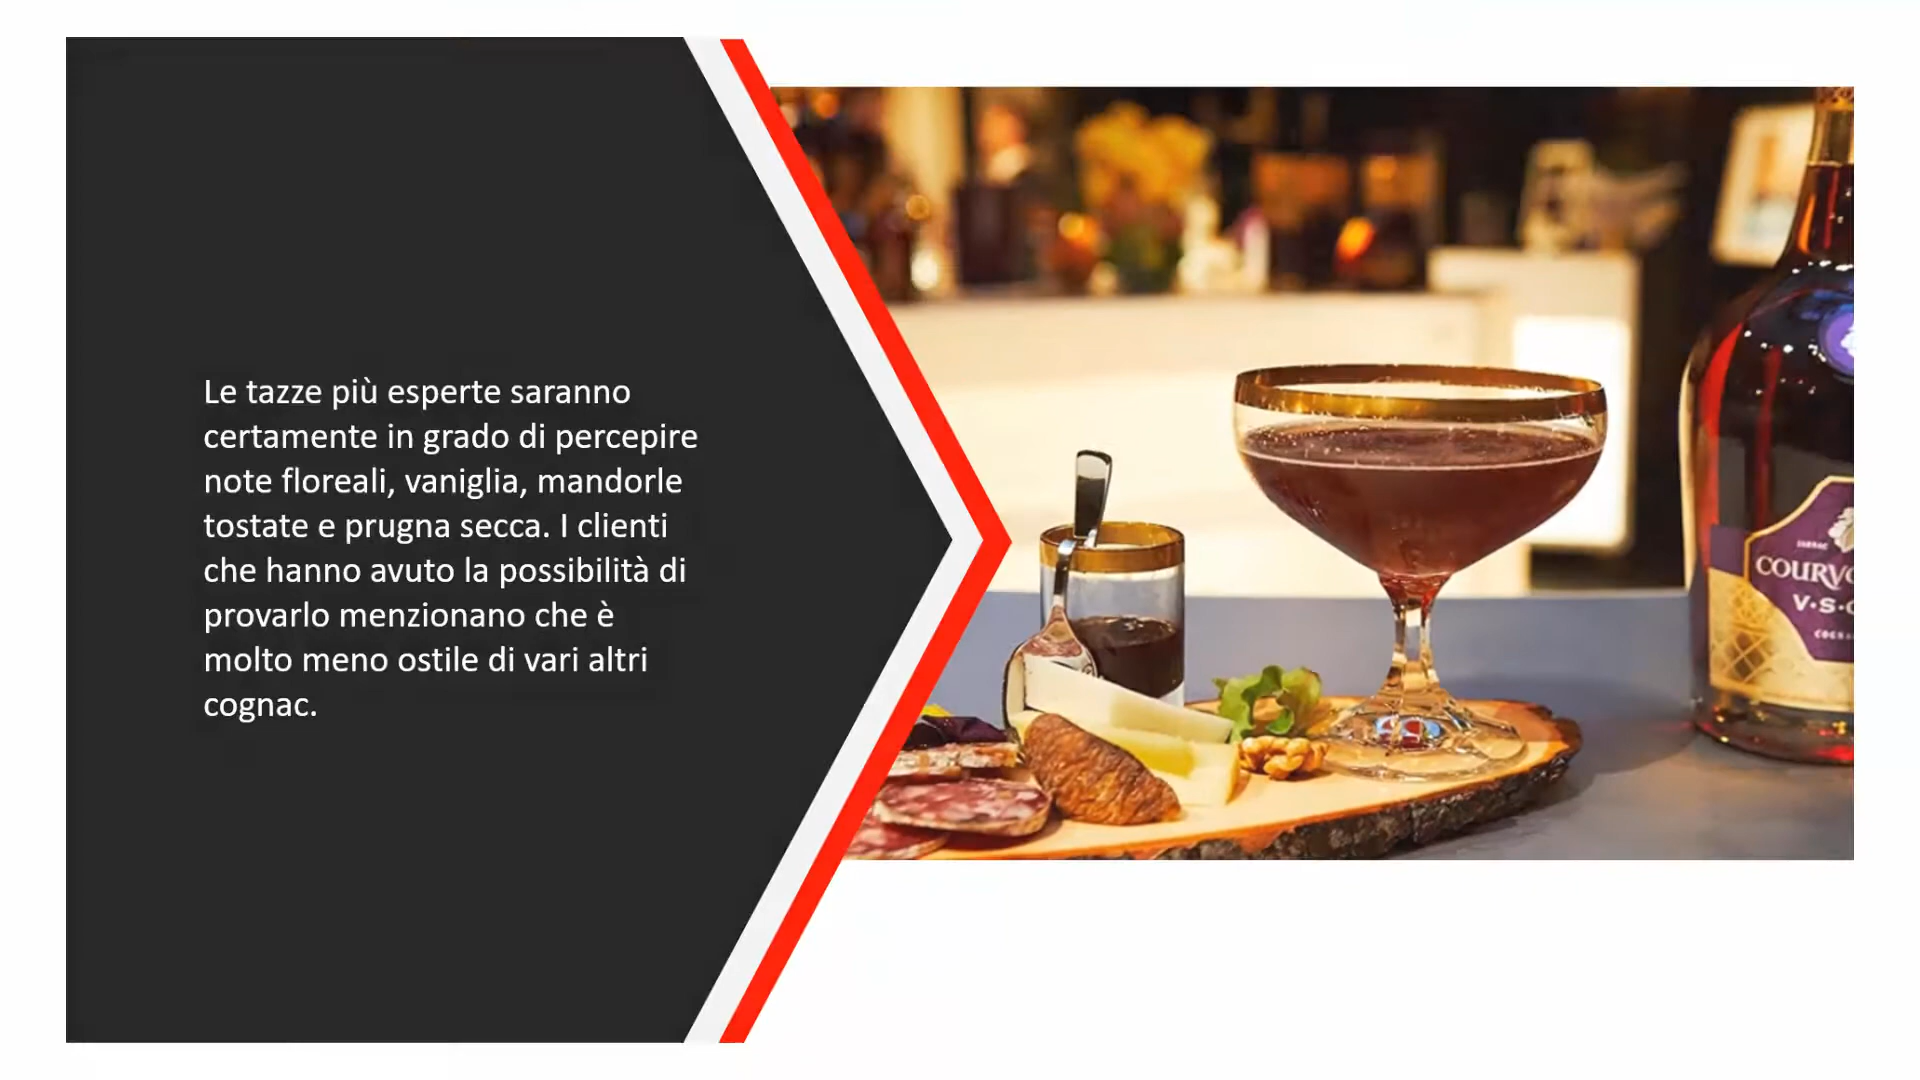 Le tazze più esperte saranno
certamente in grado di percepire
note floreali, vaniglia, mandorle
tostate e prugna secca. I clienti
che hanno avuto la possibilità di
provarlo menzionano che è
molto meno ostile di vari altri
cognac.
COURV
V·S·